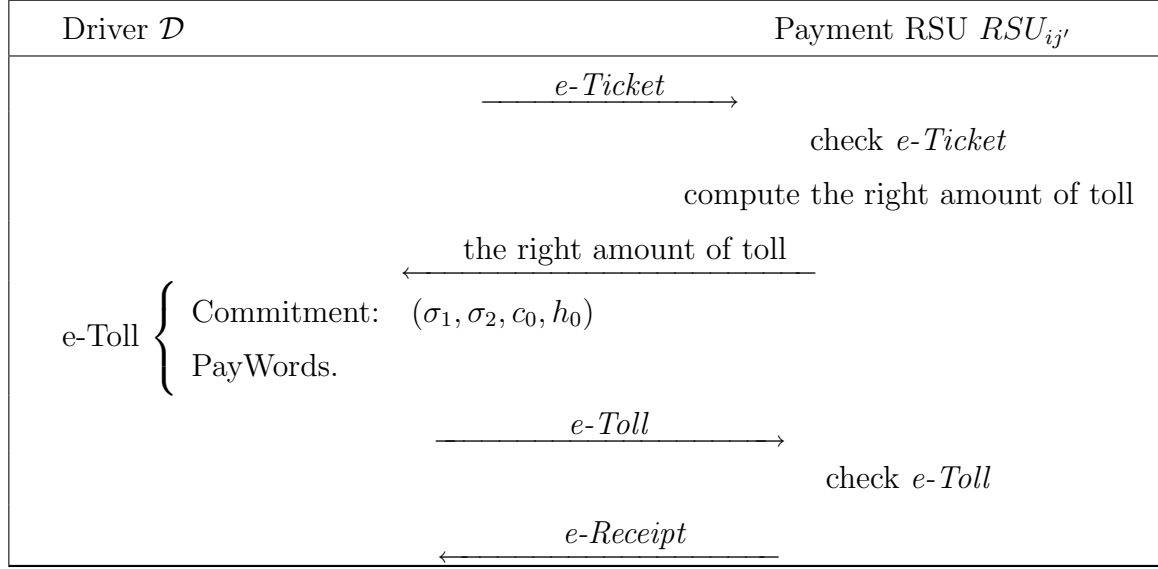 Driver 𝒟 Payment RSU RSU_{ij′}
e-Ticket
check e-Ticket
compute the right amount of toll
the right amount of toll
e-Toll { Commitment: (σ₁, σ₂, c₀, h₀)
PayWords.
e-Toll
check e-Toll
e-Receipt